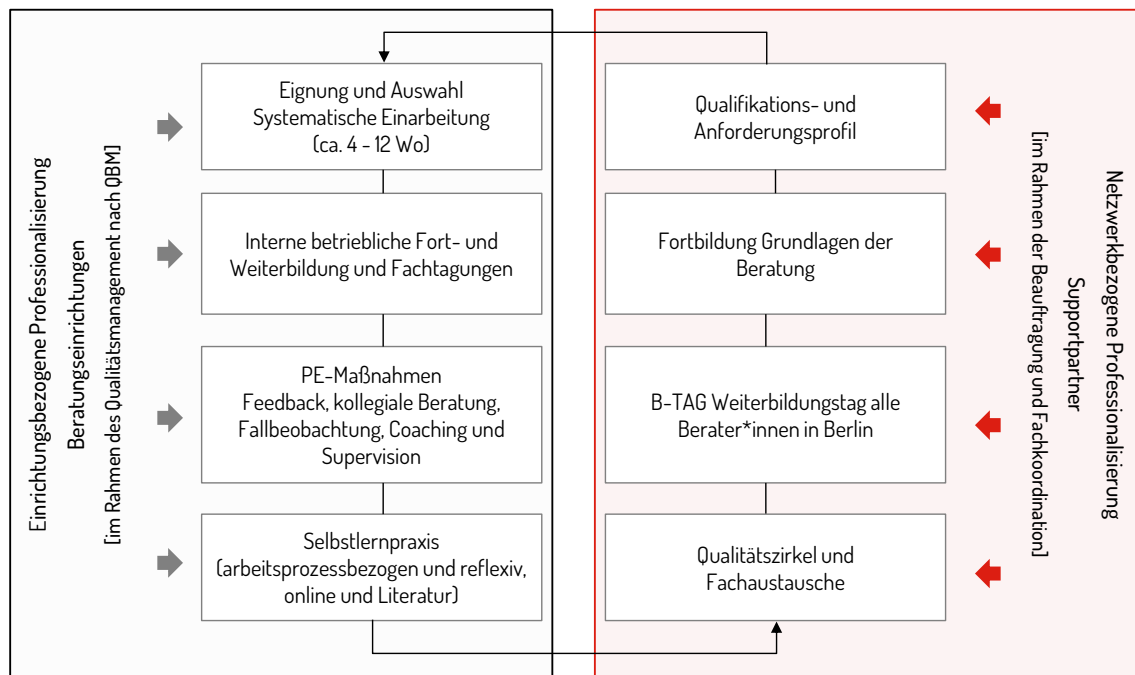 Einrichtungsbezogene Professionalisierung
Beratungseinrichtungen
[im Rahmen des Qualitätsmanagement nach QBM]
Eignung und Auswahl
Systematische Einarbeitung
(ca. 4 - 12 Wo)
Interne betriebliche Fort- und
Weiterbildung und Fachtagungen
PE-Maßnahmen
Feedback, kollegiale Beratung,
Fallbeobachtung, Coaching und
Supervision
Selbstlernpraxis
(arbeitsprozessbezogen und reflexiv,
online und Literatur)
Qualifikations- und
Anforderungsprofil
Fortbildung Grundlagen der
Beratung
B-TAG Weiterbildungstag alle
Berater*innen in Berlin
Qualitätszirkel und
Fachaustausche
Netzwerkbezogene Professionalisierung
Supportpartner
[im Rahmen der Beauftragung und Fachkoordination]